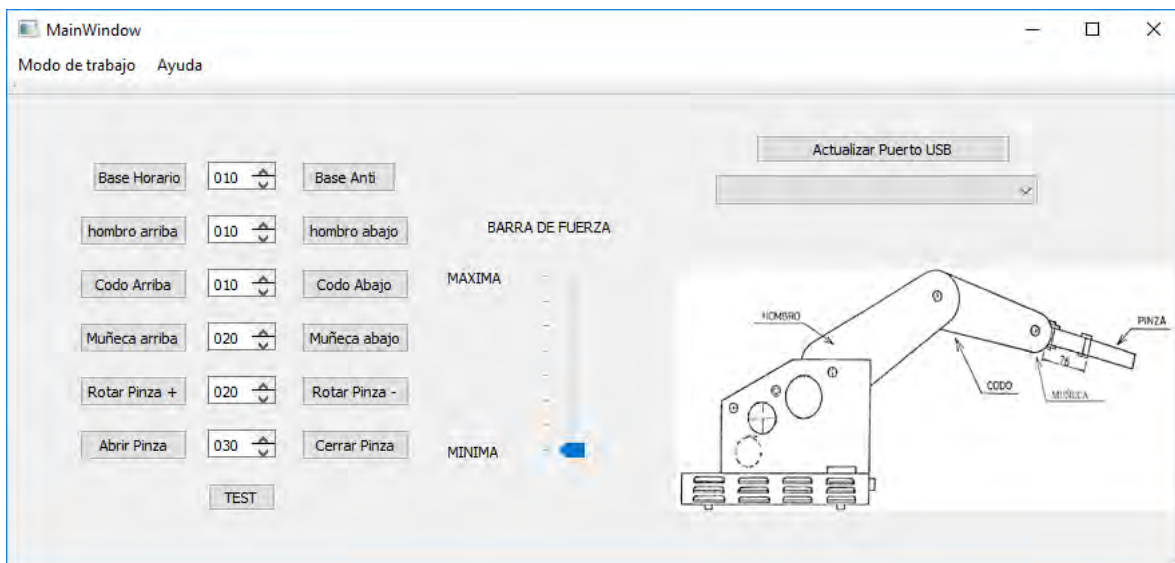 MainWindow
Modo de trabajo Ayuda
Base Horario 010 Base Anti
hombro arriba 010 hombro abajo
Codo Arriba 010 Codo Abajo
Muñeca arriba 020 Muñeca abajo
Rotar Pinza + 020 Rotar Pinza -
Abrir Pinza 030 Cerrar Pinza
TEST
BARRA DE FUERZA
MAXIMA
MINIMA
Actualizar Puerto USB
HOMBRO
PINZA
76
CODO
MUÑECA